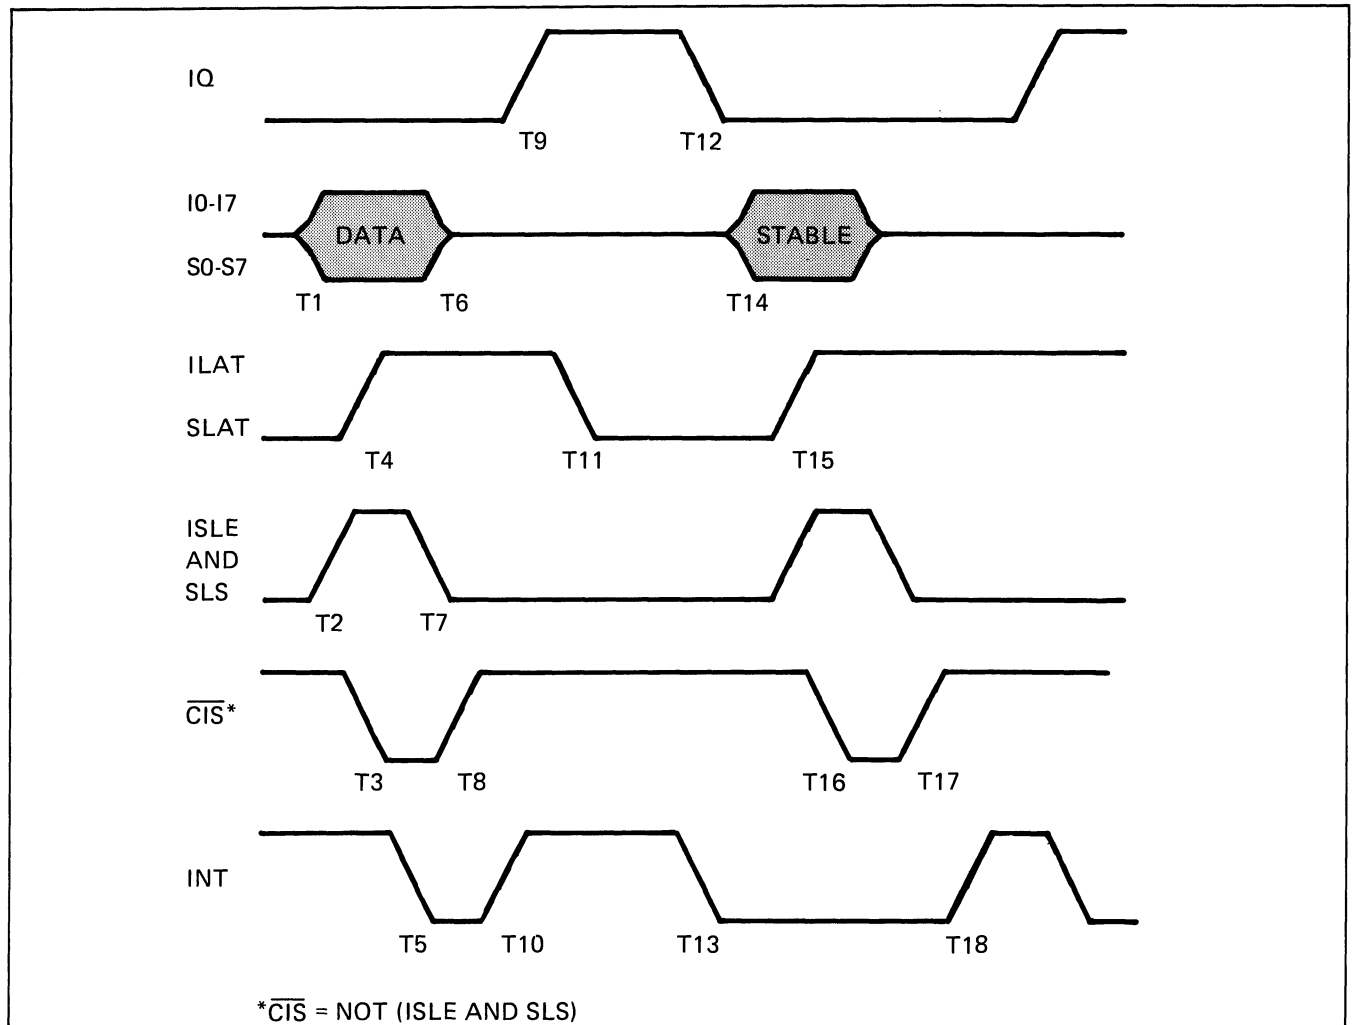 IQ
T9 T12
I0-I7
DATA STABLE
S0-S7
T1 T6 T14
ILAT
SLAT
T4 T11 T15
ISLE
AND
SLS
T2 T7
CIS*
T3 T8 T16 T17
INT
T5 T10 T13 T18
*CIS = NOT (ISLE AND SLS)